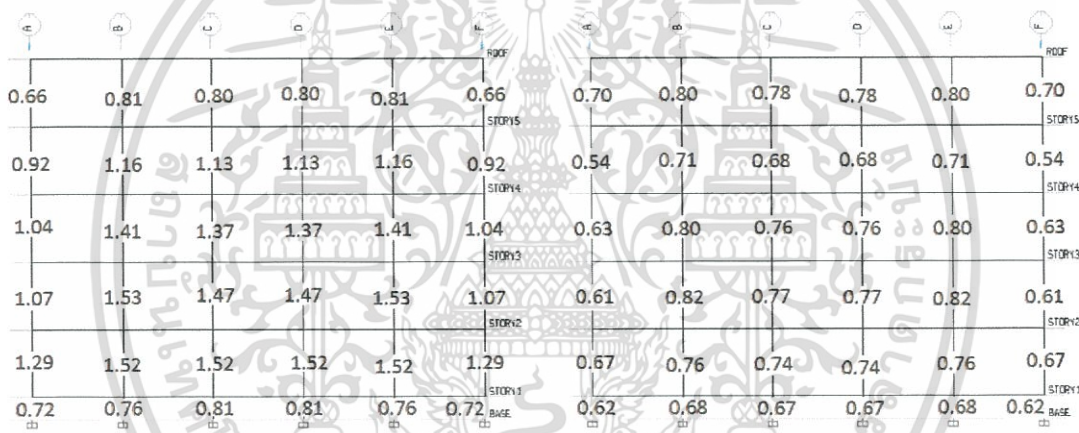 A B C D E F A B C D E F
ROOF ROOF
0.66 0.81 0.80 0.80 0.81 0.66 0.70 0.80 0.78 0.78 0.80 0.70
STORY5 STORY5
0.92 1.16 1.13 1.13 1.16 0.92 0.54 0.71 0.68 0.68 0.71 0.54
STORY4 STORY4
1.04 1.41 1.37 1.37 1.41 1.04 0.63 0.80 0.76 0.76 0.80 0.63
STORY3 STORY3
1.07 1.53 1.47 1.47 1.53 1.07 0.61 0.82 0.77 0.77 0.82 0.61
STORY2 STORY2
1.29 1.52 1.52 1.52 1.52 1.29 0.67 0.76 0.74 0.74 0.76 0.67
STORY1 STORY1
0.72 0.76 0.81 0.81 0.76 0.72 BASE 0.62 0.68 0.67 0.67 0.68 0.62 BASE